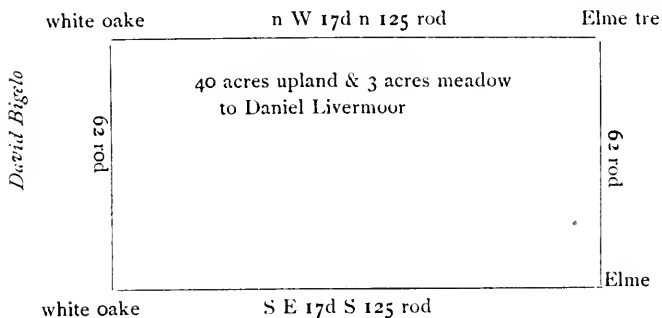 white oake n W 17d n 125 rod Elme tre
40 acres upland & 3 acres meadow
to Daniel Livermoor
David Bigelo
62 rod
62 rod
Elme
white oake S E 17d S 125 rod